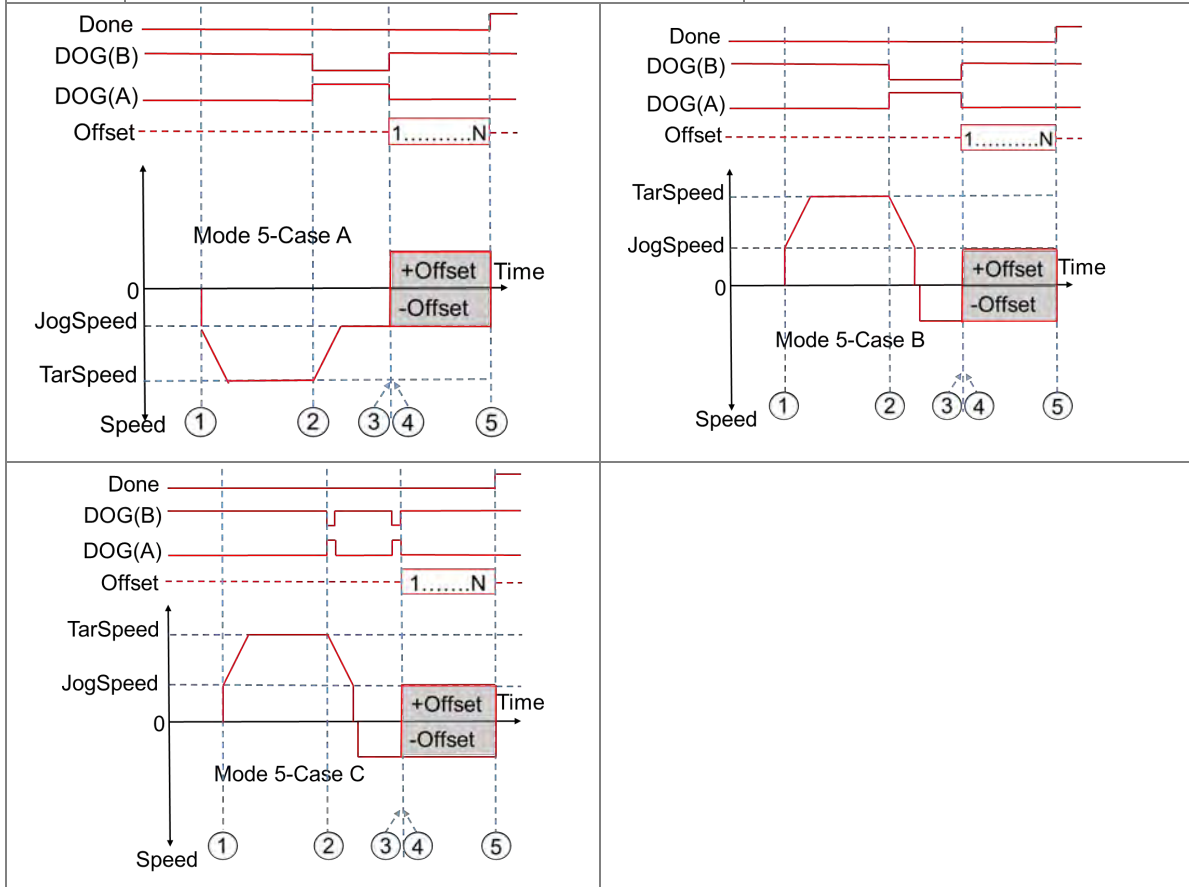 Done
DOG(B)
DOG(A)
Offset
1..........N
Mode 5-Case A
+Offset
Time
0
-Offset
JogSpeed
TarSpeed
Speed
1
2
3
4
5
Done
DOG(B)
DOG(A)
Offset
1..........N
TarSpeed
JogSpeed
+Offset
Time
0
-Offset
Mode 5-Case B
1
2
3
4
5
Speed
Done
DOG(B)
DOG(A)
Offset
1.......N
TarSpeed
JogSpeed
+Offset
Time
0
-Offset
Mode 5-Case C
1
2
3
4
5
Speed